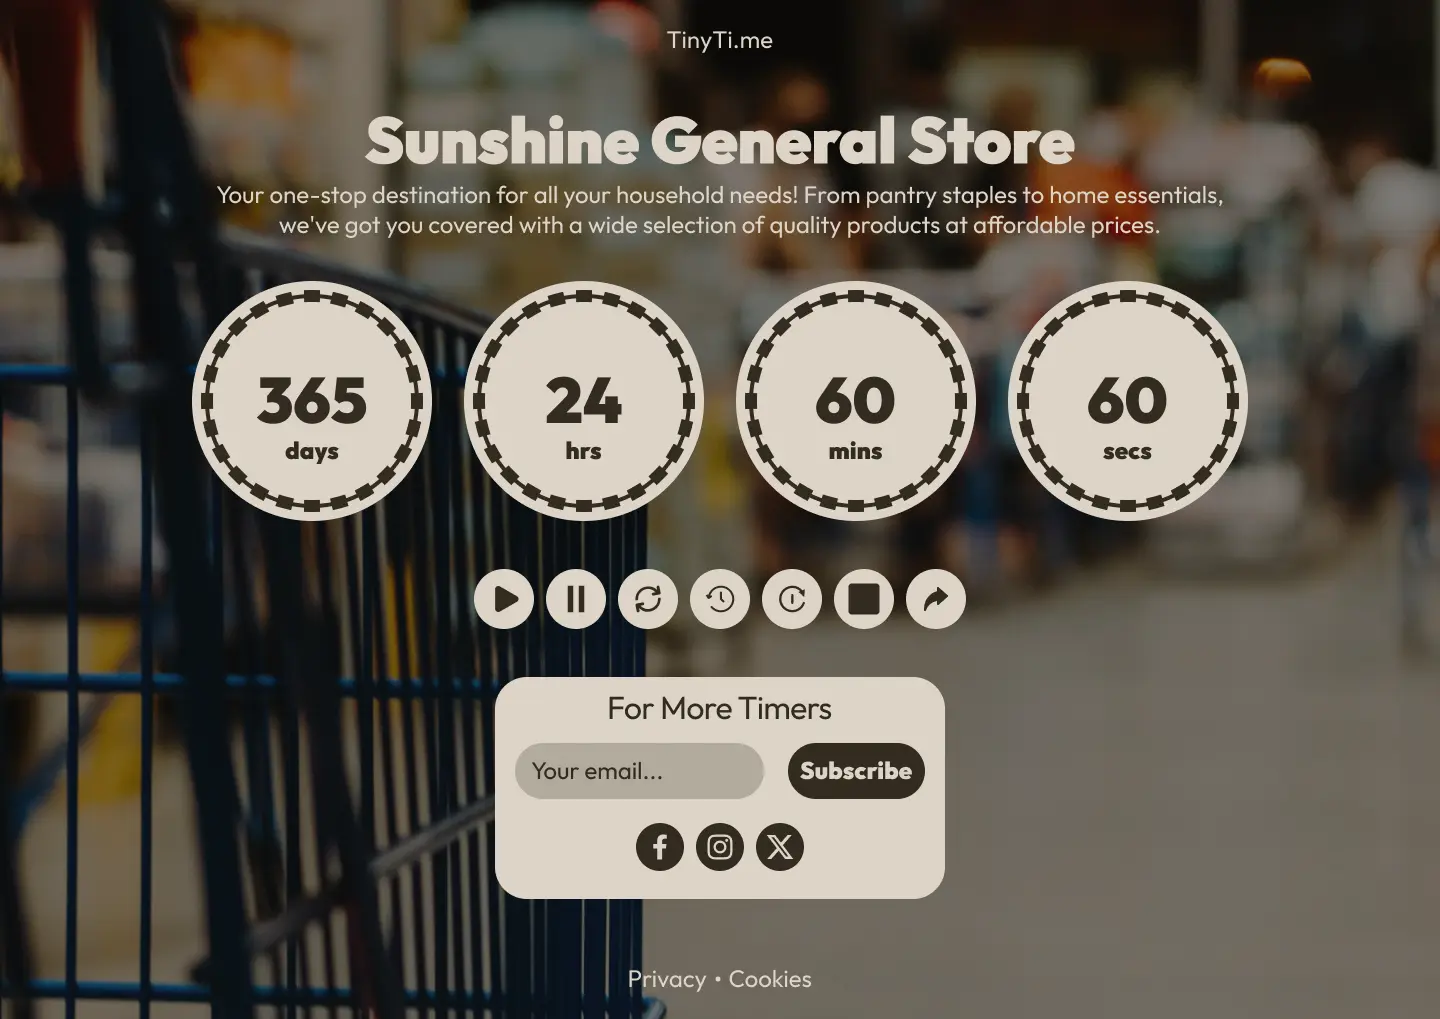 TinyTi.me
Sunshine General Store
Your one-stop destination for all your household needs! From pantry staples to home essentials,
we've got you covered with a wide selection of quality products at affordable prices.
365
days
24
hrs
60
mins
60
secs
For More Timers
Your email...
Subscribe
Privacy • Cookies